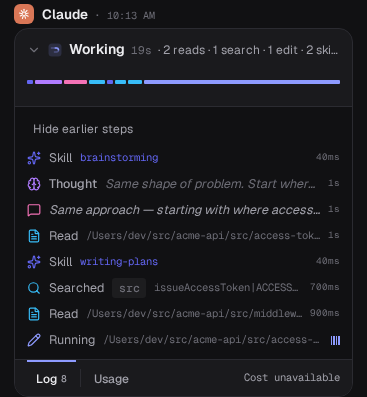 Claude · 10:13 AM
Working 19s · 2 reads · 1 search · 1 edit · 2 ski…
Hide earlier steps
Skill brainstorming 40ms
Thought Same shape of problem. Start wher… 1s
Same approach — starting with where access… 1s
Read /Users/dev/src/acme-api/src/access-tok… 1s
Skill writing-plans 40ms
Searched src issueAccessToken|ACCESS… 700ms
Read /Users/dev/src/acme-api/src/middlew… 900ms
Running /Users/dev/src/acme-api/src/access-…
Log 8 Usage Cost unavailable